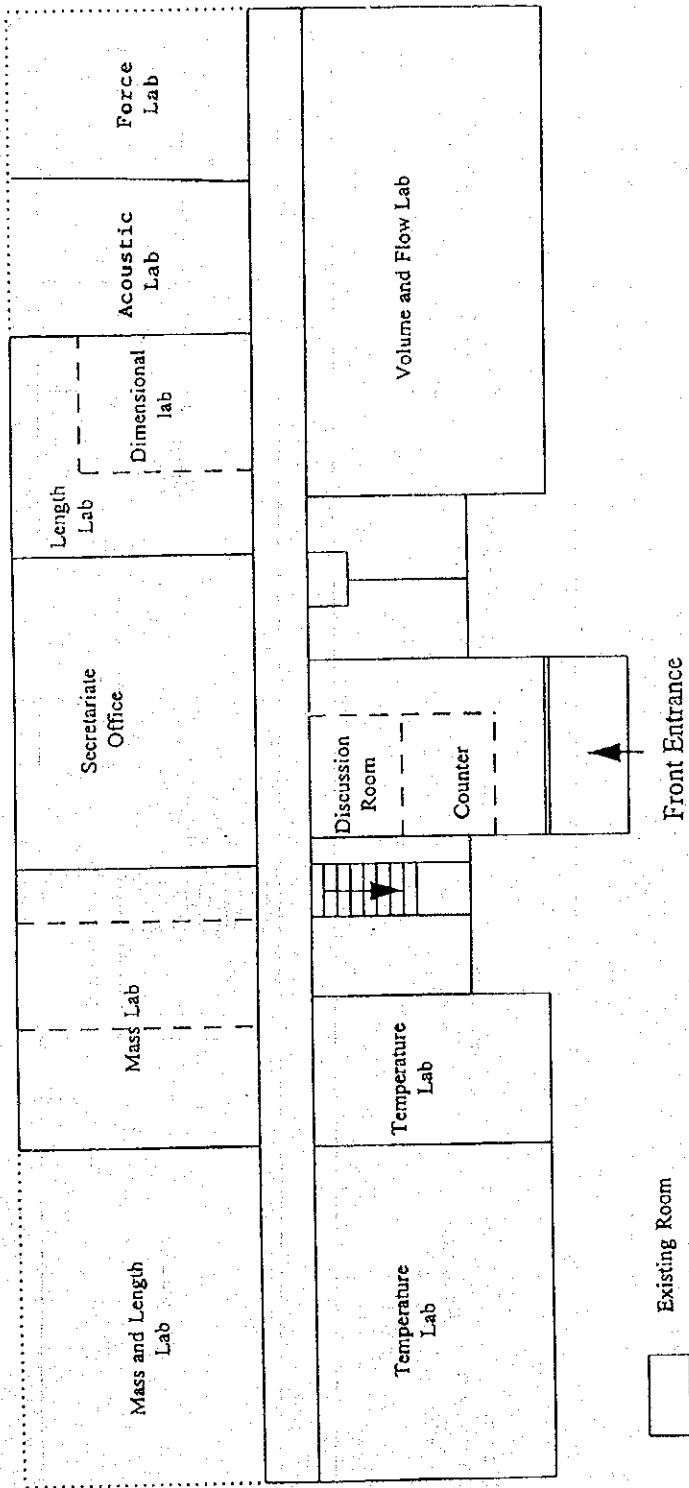 Mass and Length
Lab
Mass Lab
Secretariate
Office
Length
Lab
Dimensional
lab
Acoustic
Lab
Force
Lab
Temperature
Lab
Temperature
Lab
Discussion
Room
Counter
Volume and Flow Lab
Front Entrance
Existing Room